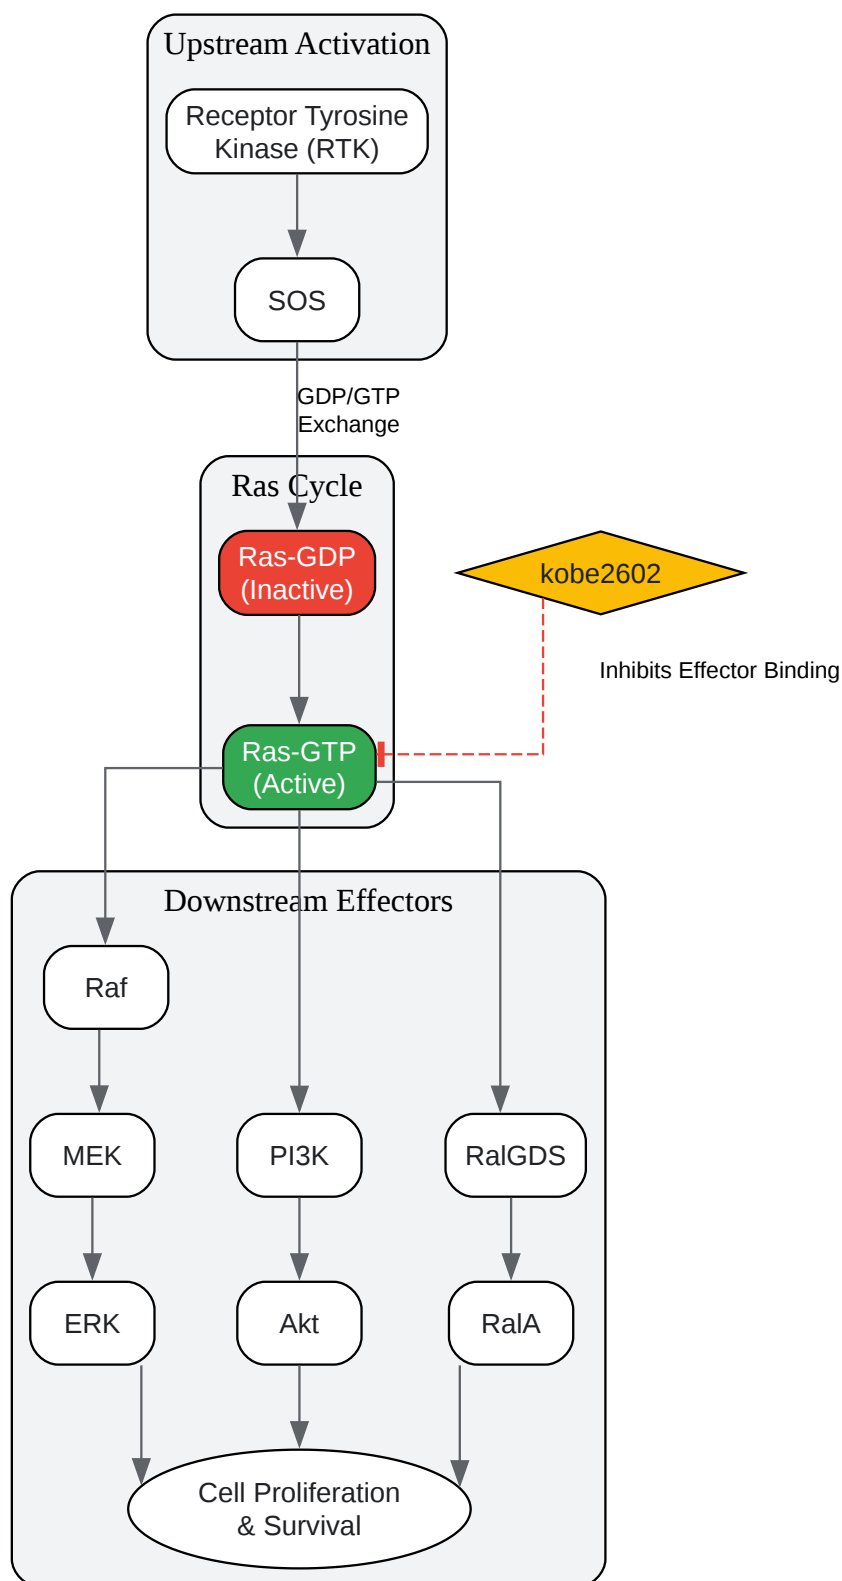 Upstream Activation
Receptor Tyrosine
Kinase (RTK)
SOS
GDP/GTP
Exchange
Ras Cycle
Ras-GDP
(Inactive)
kobe2602
Inhibits Effector Binding
Ras-GTP
(Active)
Downstream Effectors
Raf
MEK
PI3K
RalGDS
ERK
Akt
RalA
Cell Proliferation
& Survival